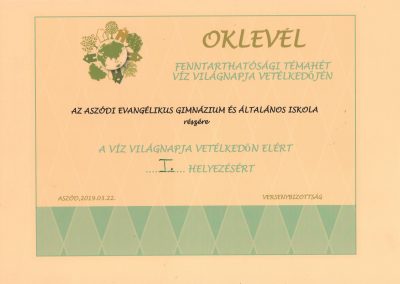 OKLEVÉL
FENNTARTHATÓSÁGI TÉMAHÉT
VÍZ VILÁGNAPJA VETÉLKEDŐJÉN
AZ ASZÓDI EVANGÉLIKUS GIMNÁZIUM ÉS ÁLTALÁNOS ISKOLA
részére
A VÍZ VILÁGNAPJA VETÉLKEDŐN ELÉRT
....I..... HELYEZÉSÉRT
ASZÓD,2019.03.22. VERSENYBIZOTTSÁG